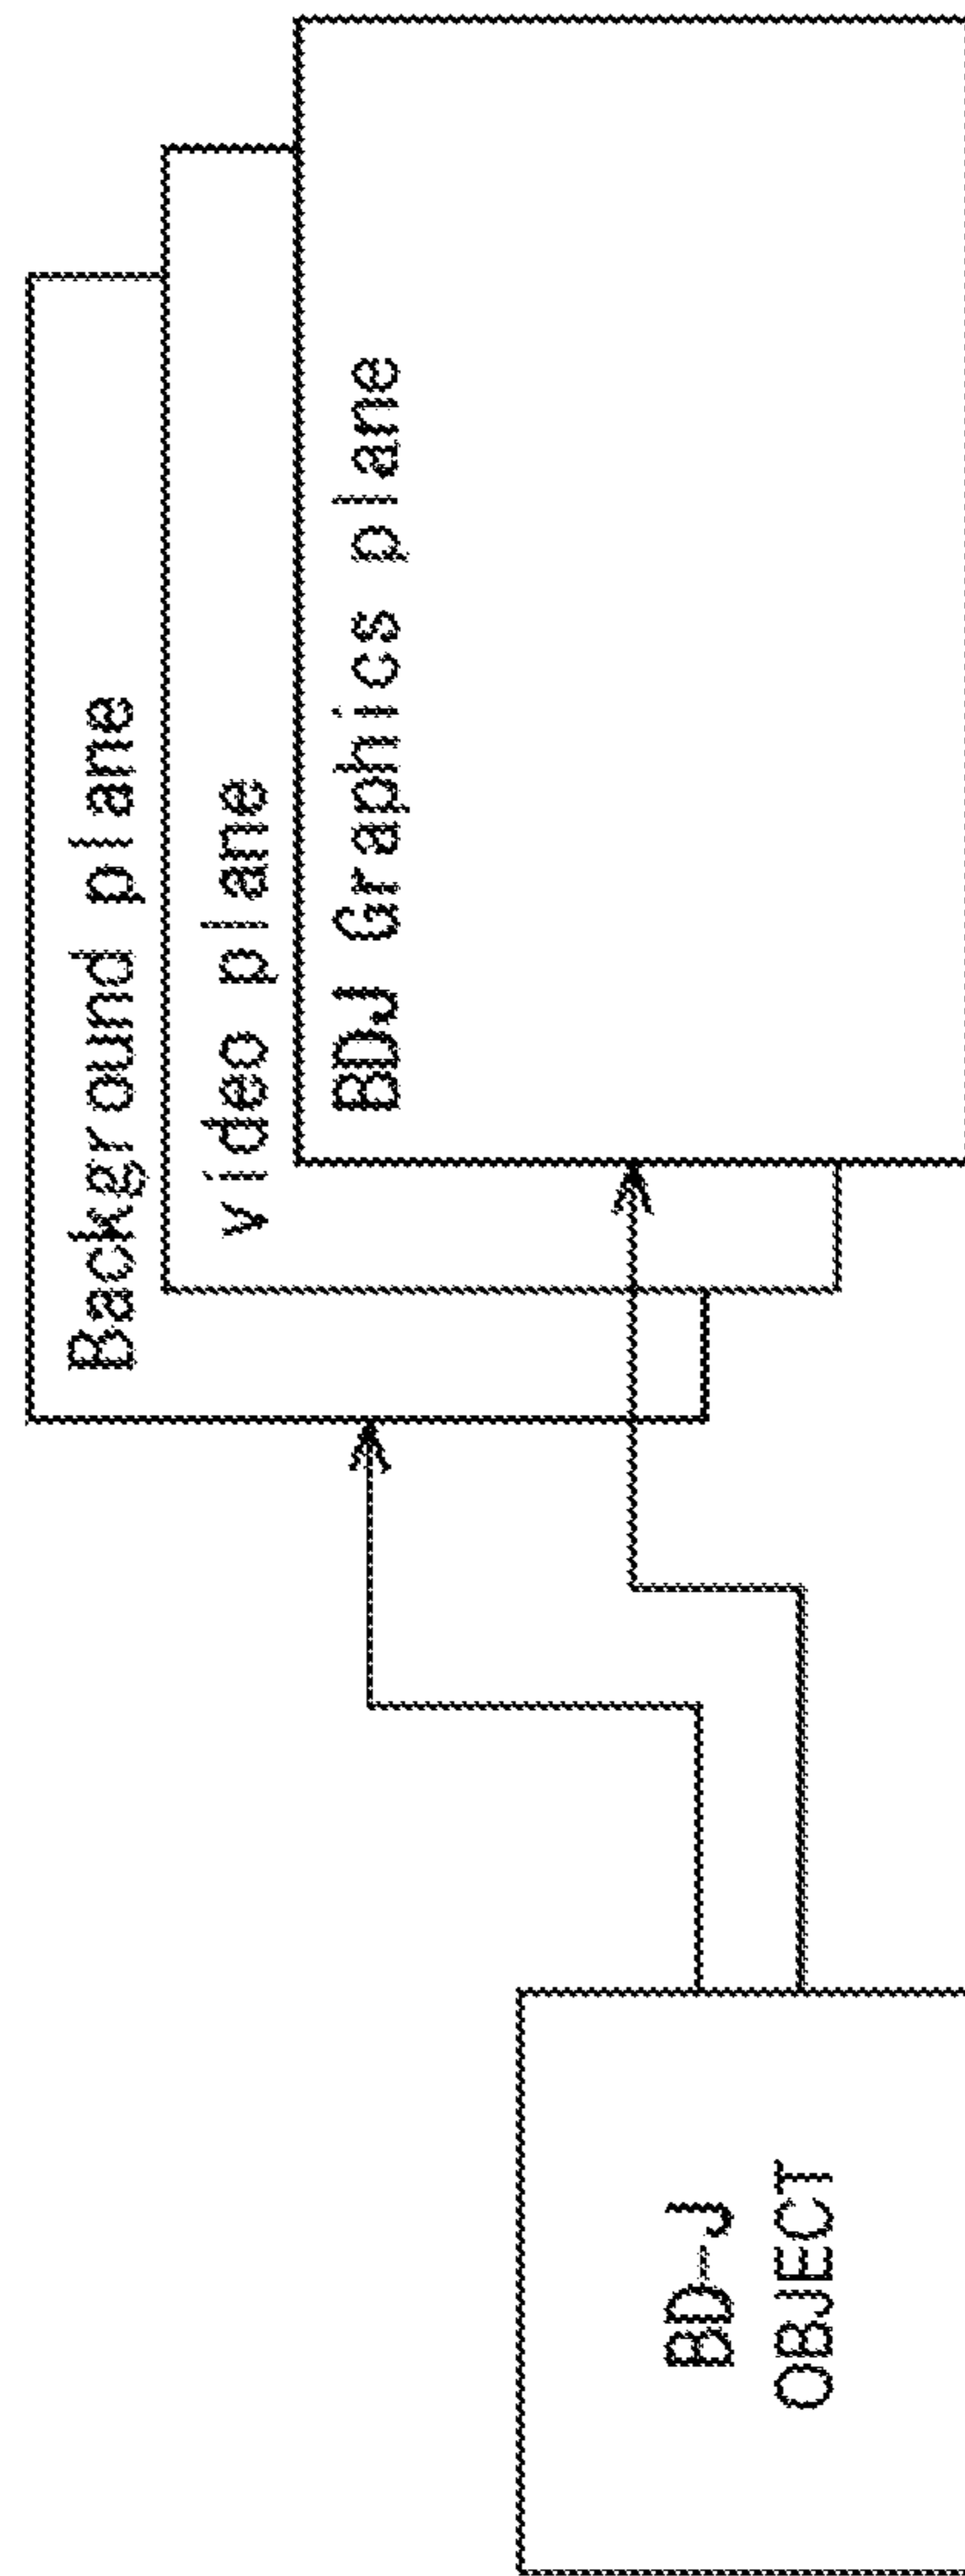 Background plane
video plane
BDJ Graphics plane
BD-J
OBJECT